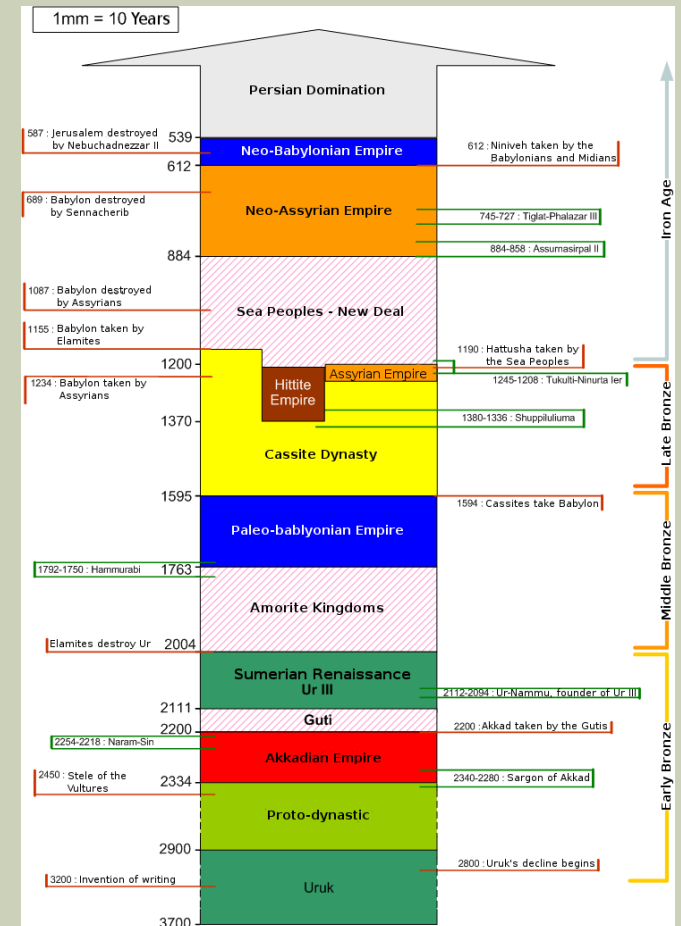 1mm = 10 Years
Persian Domination
587 : Jerusalem destroyed
by Nebuchadnezzar II
539
Neo-Babylonian Empire
612 : Niniveh taken by the
Babylonians and Midians
612
689 : Babylon destroyed
by Sennacherib
Neo-Assyrian Empire
745-727 : Tiglat-Phalazar III
884-858 : Assurnasirpal II
884
1087 : Babylon destroyed
by Assyrians
Sea Peoples - New Deal
1155 : Babylon taken by
Elamites
1190 : Hattusha taken by
the Sea Peoples
1200
Assyrian Empire
1245-1208 : Tukulti-Ninurta Ier
1234 : Babylon taken by
Assyrians
Hittite
Empire
1370
1380-1336 : Shuppiluliuma
Cassite Dynasty
1595
1594 : Cassites take Babylon
Paleo-bablyonian Empire
1792-1750 : Hammurabi
1763
Amorite Kingdoms
Elamites destroy Ur
2004
Sumerian Renaissance
Ur III
2112-2094 : Ur-Nammu, founder of Ur III
2111
Guti
2200
2200 : Akkad taken by the Gutis
2254-2218 : Naram-Sin
Akkadian Empire
2340-2280 : Sargon of Akkad
2450 : Stele of the
Vultures
2334
Proto-dynastic
2900
2800 : Uruk's decline begins
3200 : Invention of writing
Uruk
3700
Iron Age
Late Bronze
Middle Bronze
Early Bronze